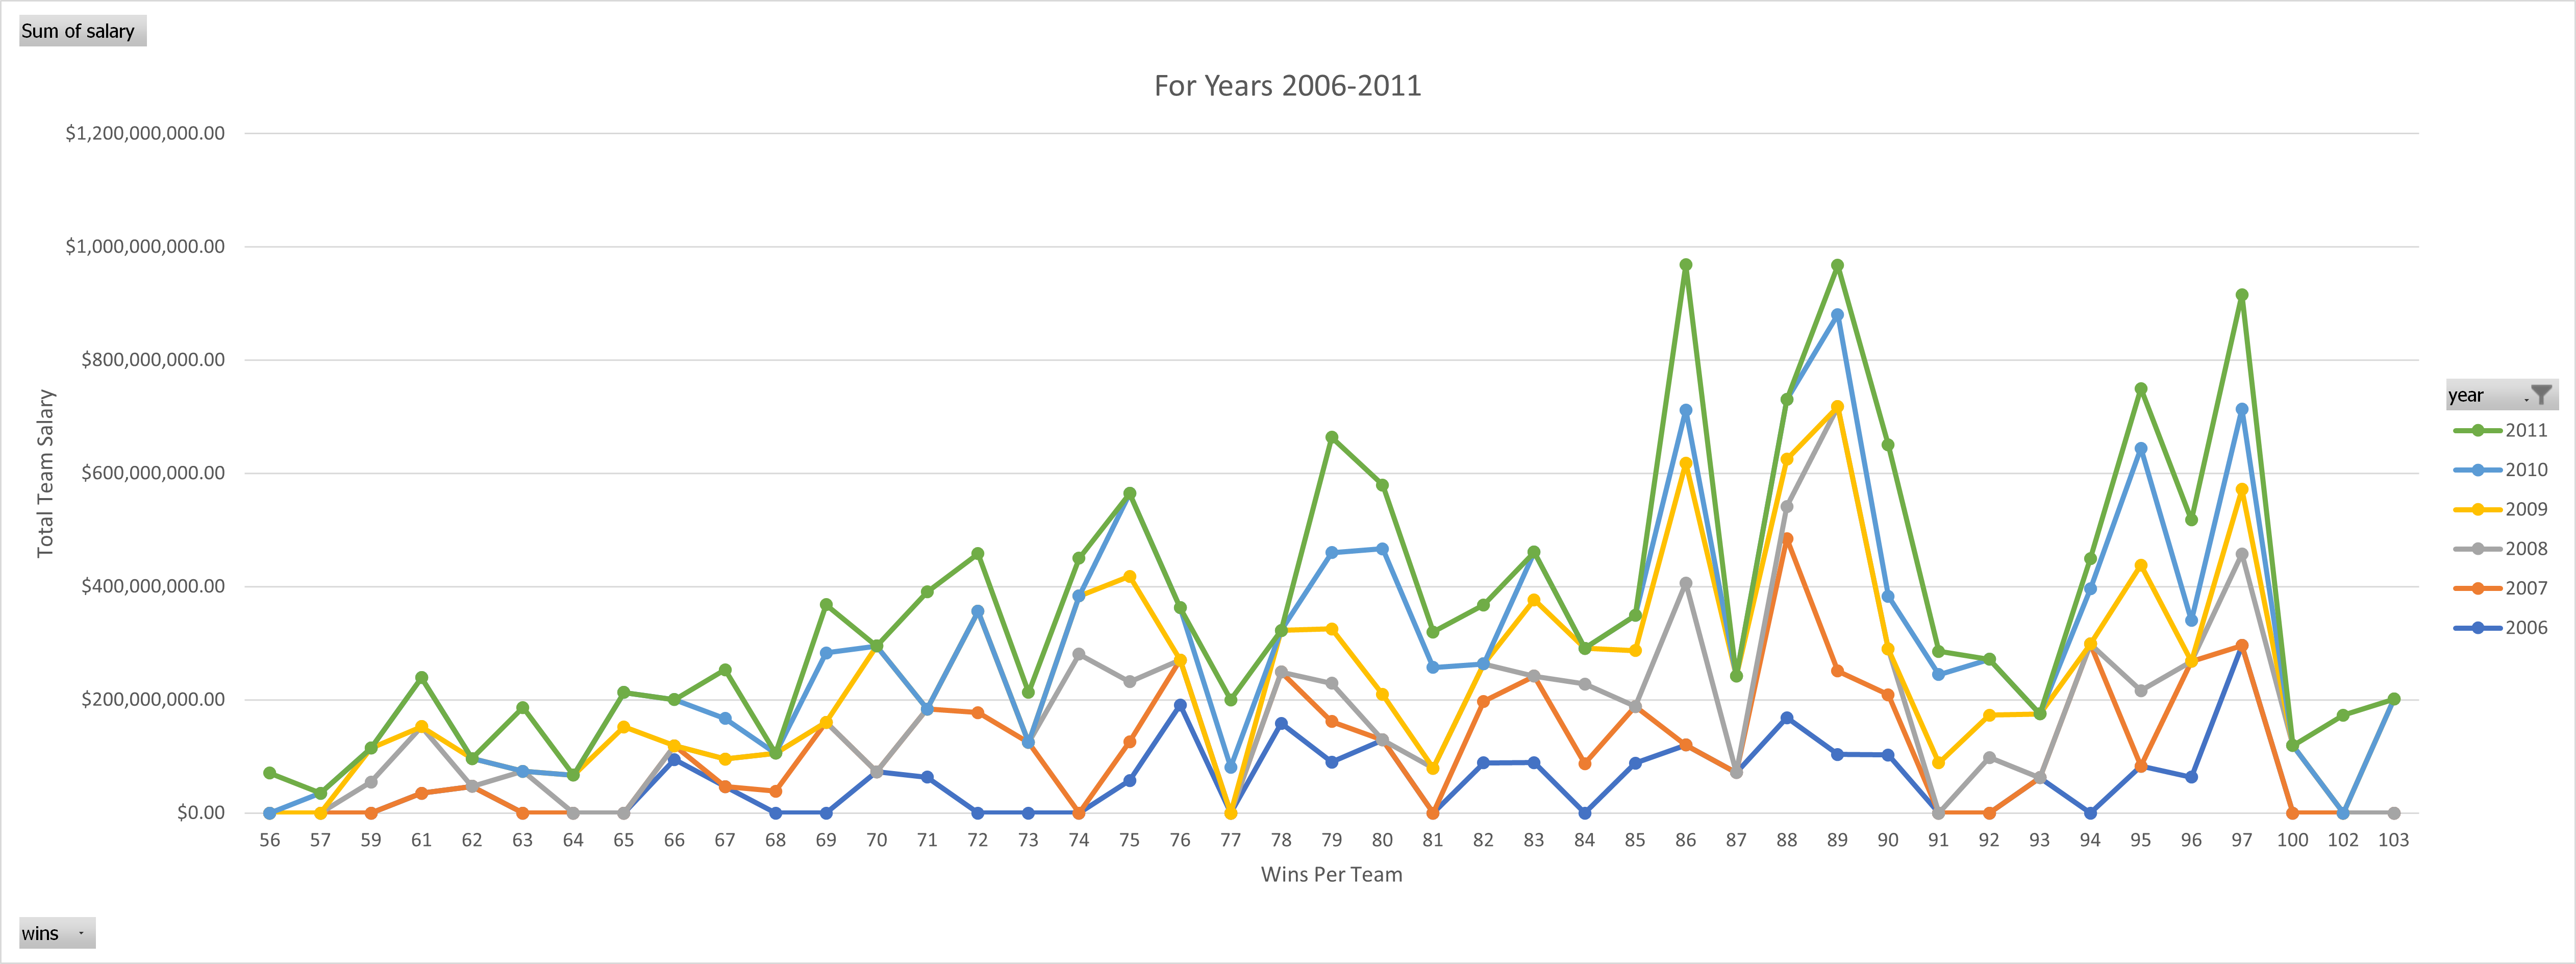 Sum of salary
For Years 2006-2011
$1,200,000,000.00
$1,000,000,000.00
$800,000,000.00
$600,000,000.00
$400,000,000.00
$200,000,000.00
$0.00
Total Team Salary
56 57 59 61 62 63 64 65 66 67 68 69 70 71 72 73 74 75 76 77 78 79 80 81 82 83 84 85 86 87 88 89 90 91 92 93 94 95 96 97 100 102 103
Wins Per Team
year
2011
2010
2009
2008
2007
2006
wins